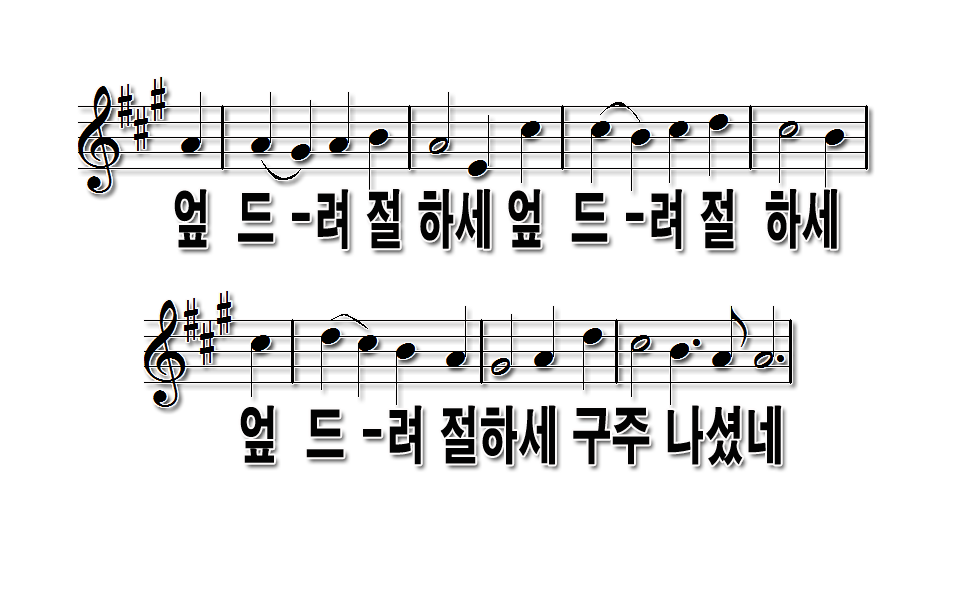 엎 드 -려 절 하세 엎 드 -려 절 하세
엎 드 -려 절하세 구주 나셨네